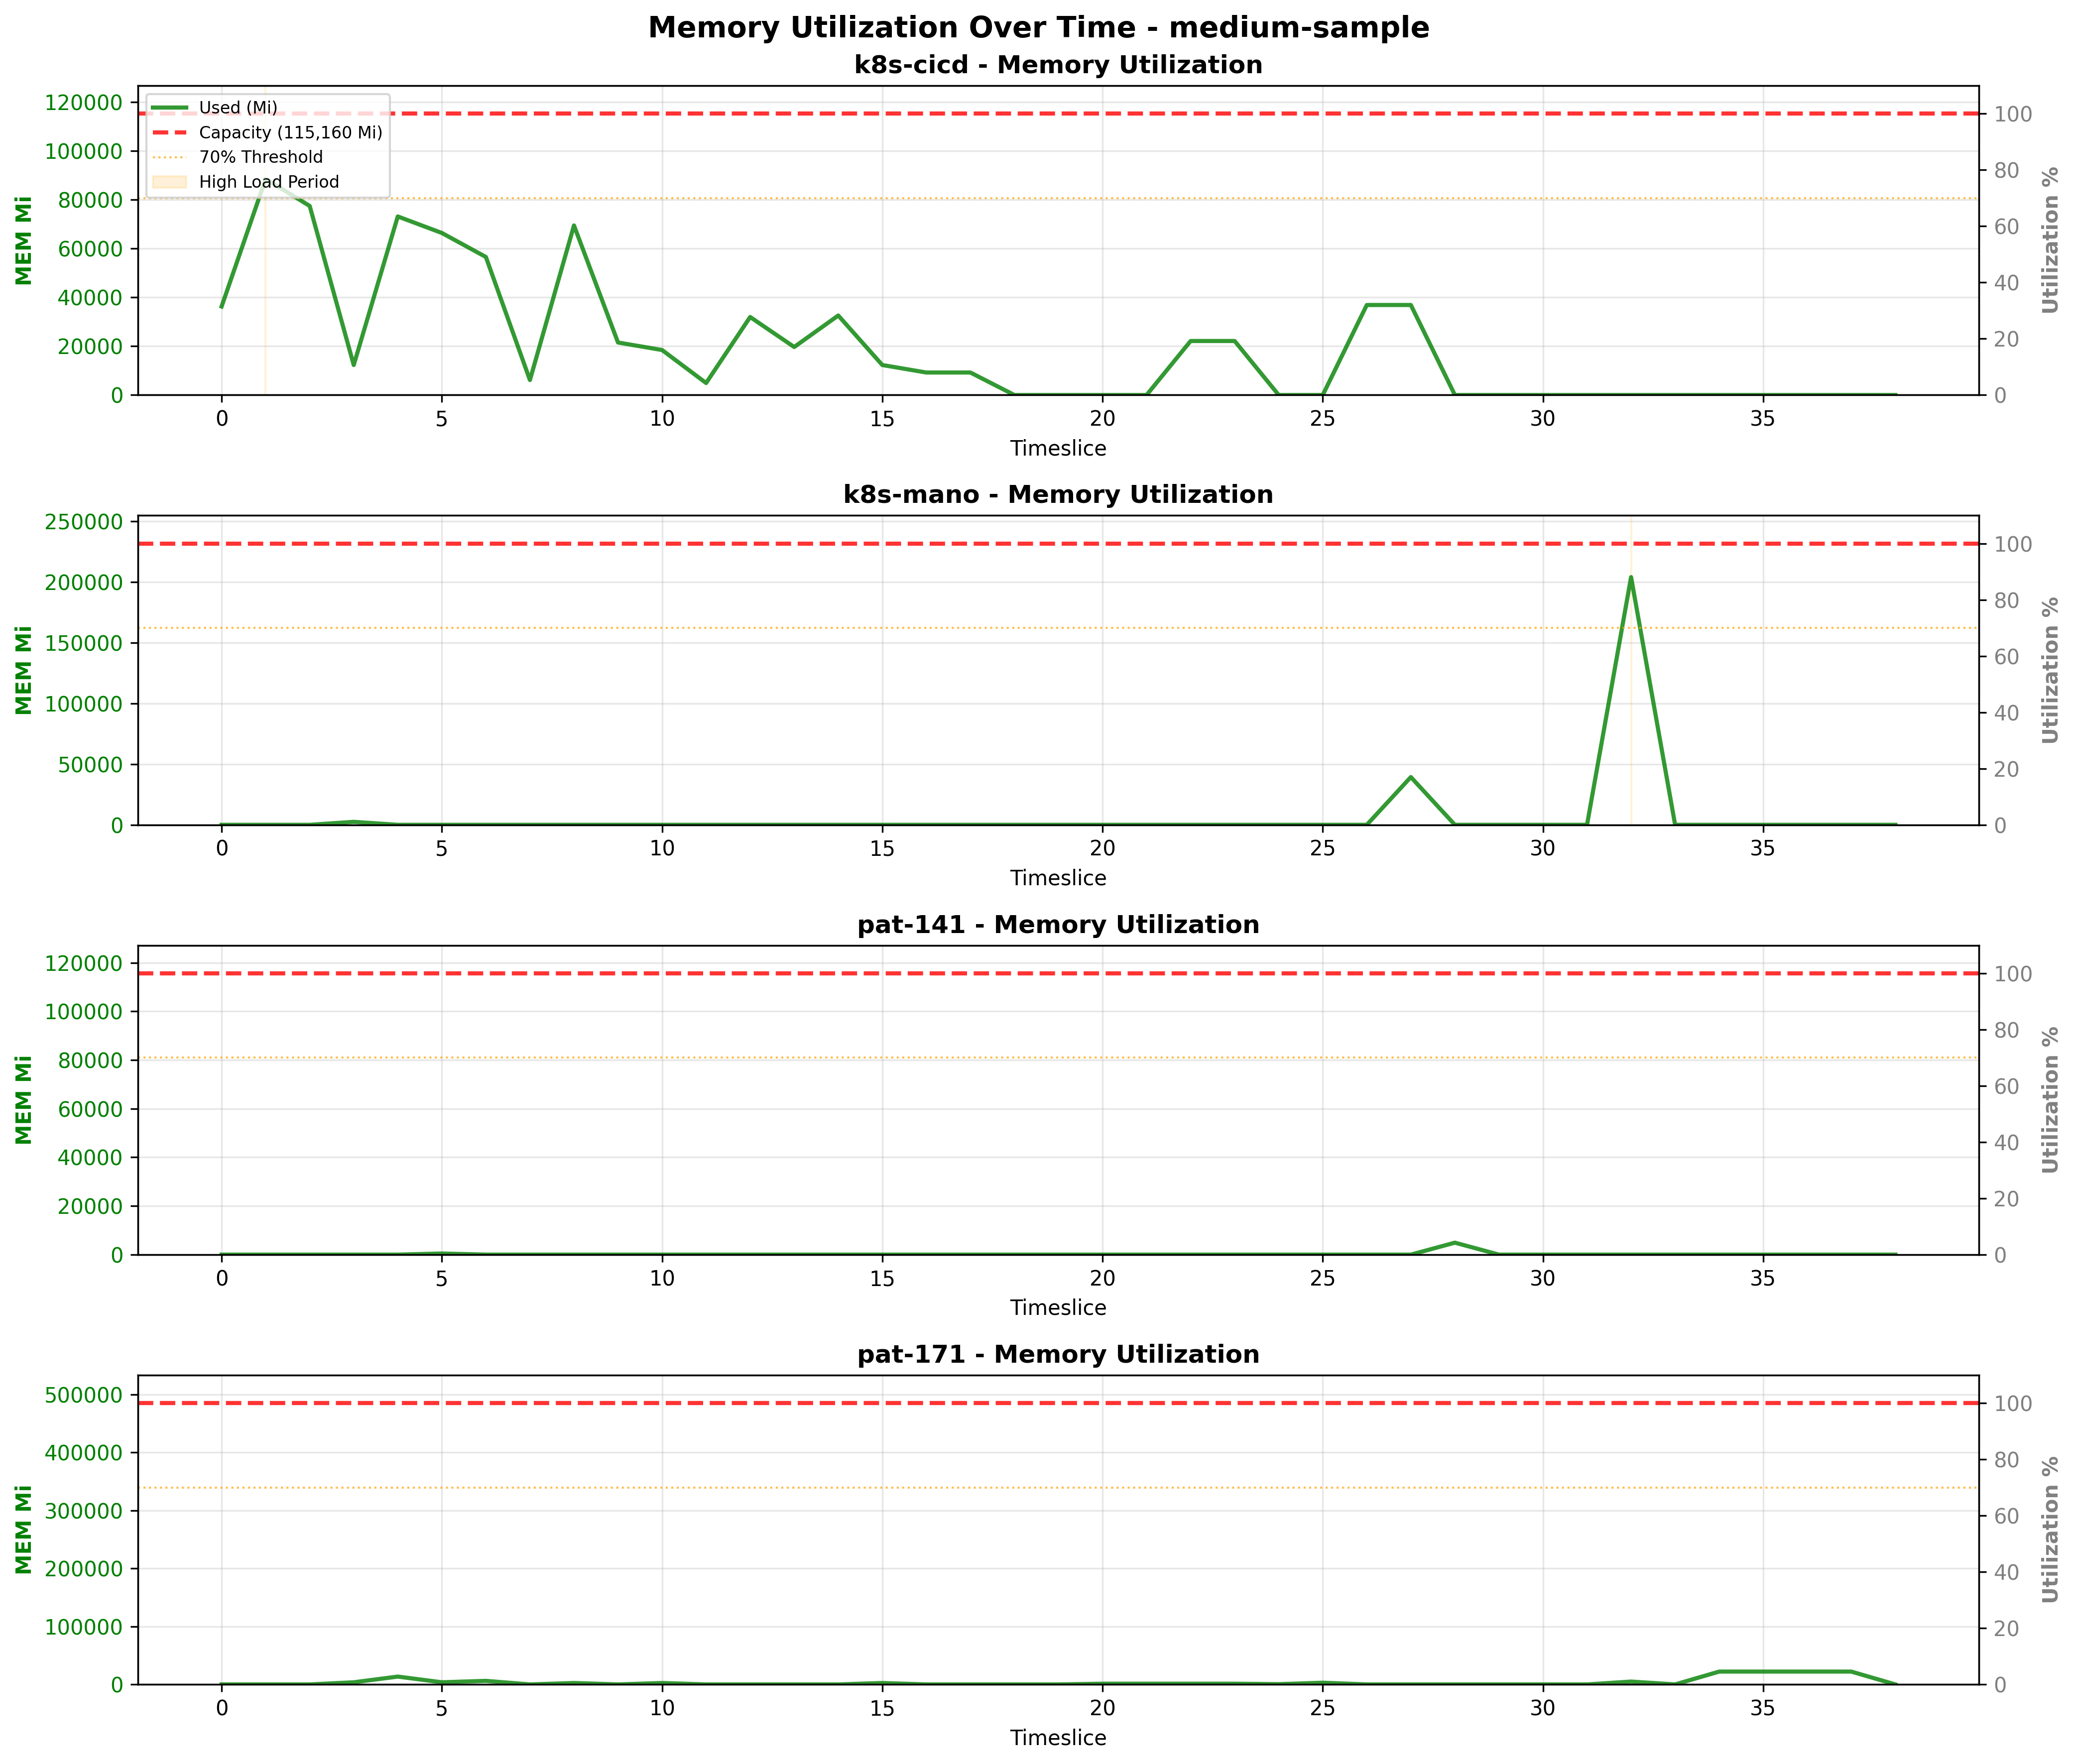 Memory Utilization Over Time - medium-sample
k8s-cicd - Memory Utilization
Used (Mi)
Capacity (115,160 Mi)
70% Threshold
High Load Period
120000
100000
80000
60000
40000
20000
0
MEM Mi
100
80
60
40
20
0
Utilization %
0 5 10 15 20 25 30 35
Timeslice
k8s-mano - Memory Utilization
250000
200000
150000
100000
50000
0
MEM Mi
100
80
60
40
20
0
Utilization %
0 5 10 15 20 25 30 35
Timeslice
pat-141 - Memory Utilization
120000
100000
80000
60000
40000
20000
0
MEM Mi
100
80
60
40
20
0
Utilization %
0 5 10 15 20 25 30 35
Timeslice
pat-171 - Memory Utilization
500000
400000
300000
200000
100000
0
MEM Mi
100
80
60
40
20
0
Utilization %
0 5 10 15 20 25 30 35
Timeslice